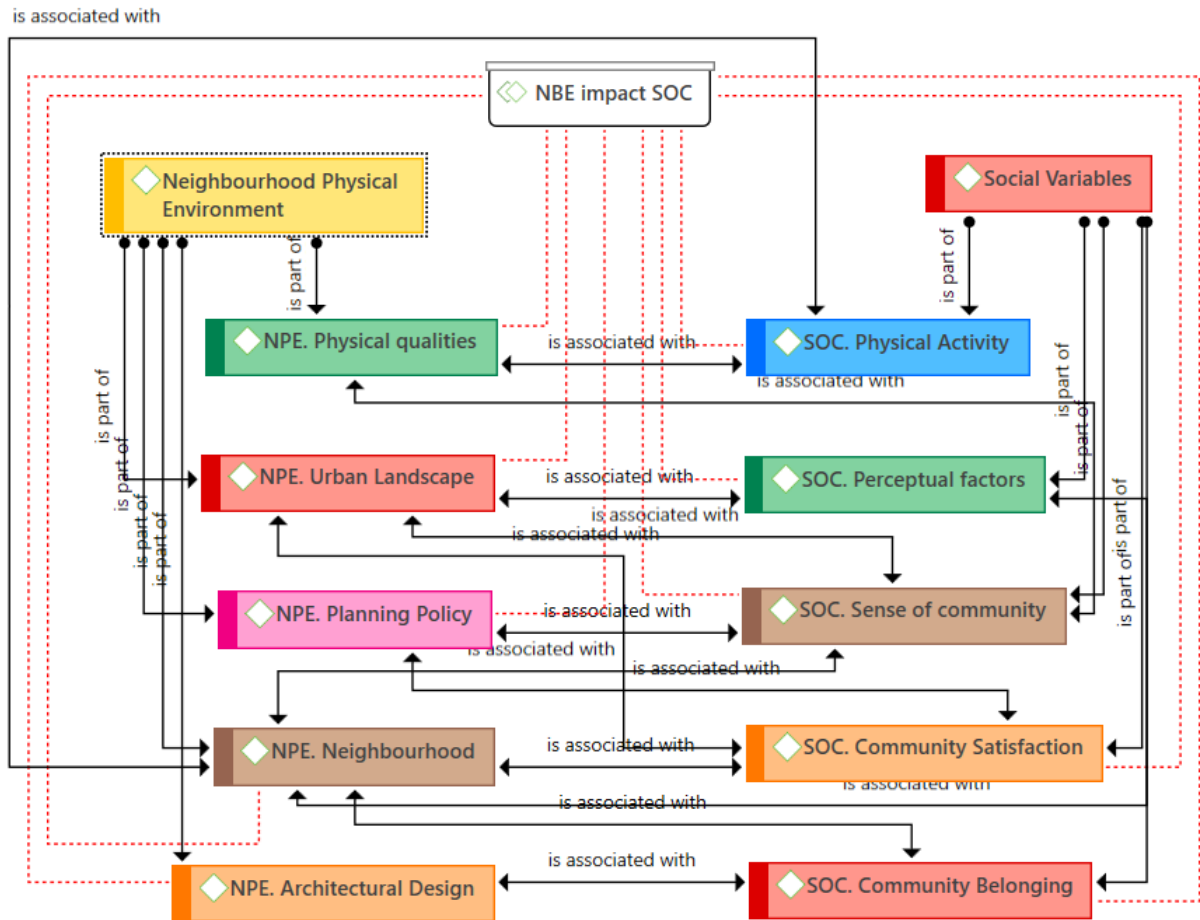 is associated with
NBE impact SOC
Neighbourhood Physical
Environment
Social Variables
is part of
is part of
NPE. Physical qualities
is associated with
SOC. Physical Activity
is associated with
is part of
is part of
is part of
is part of
NPE. Urban Landscape
is associated with
SOC. Perceptual factors
is associated with
is associated with
is part of
is part of
is part of
is part of
NPE. Planning Policy
is associated with
SOC. Sense of community
is associated with
is associated with
NPE. Neighbourhood
is associated with
SOC. Community Satisfaction
is associated with
is associated with
NPE. Architectural Design
is associated with
SOC. Community Belonging